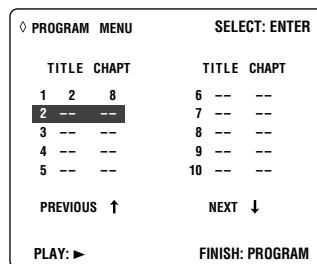 ◊ PROGRAM MENU SELECT: ENTER
TITLE CHAPT TITLE CHAPT
1 2 8 6 -- --
2 -- -- 7 -- --
3 -- -- 8 -- --
4 -- -- 9 -- --
5 -- -- 10 -- --
PREVIOUS ↑ NEXT ↓
PLAY: ► FINISH: PROGRAM